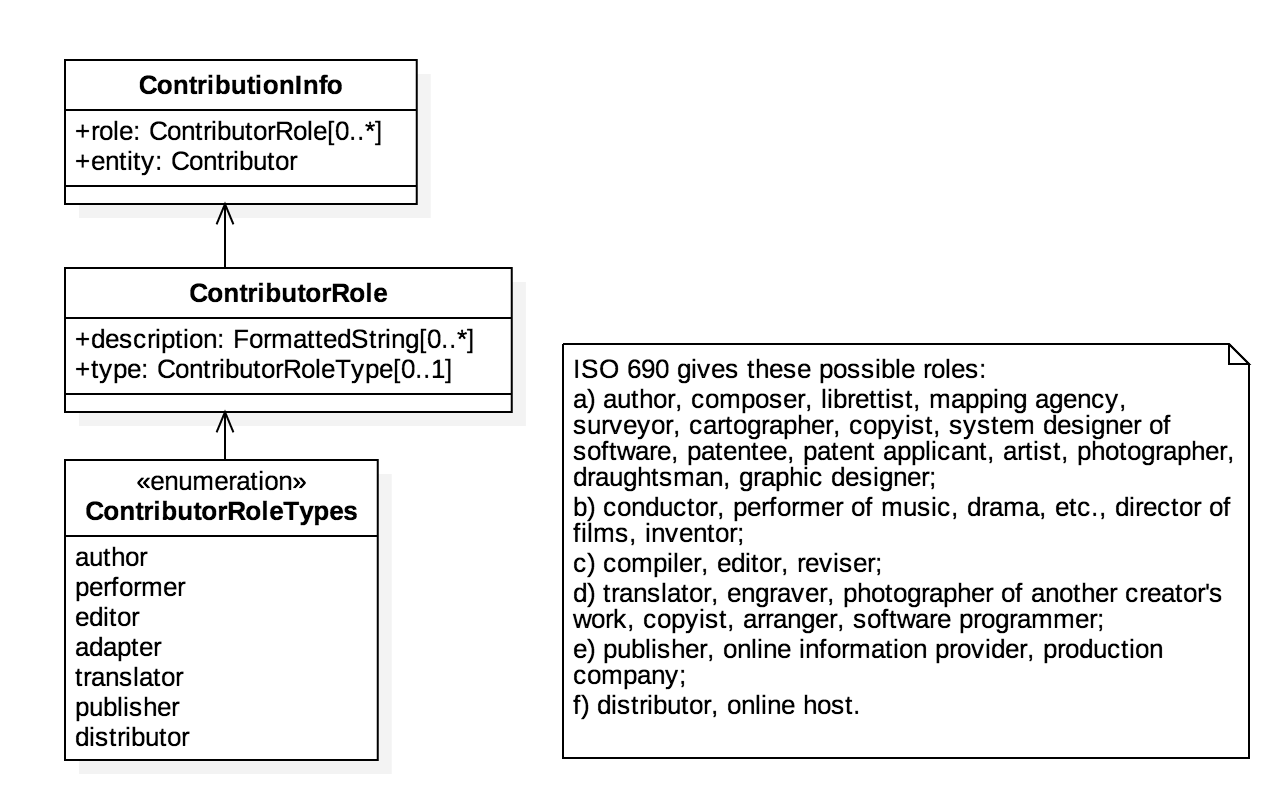 ContributionInfo
+role: ContributorRole[0..*]
+entity: Contributor
ContributorRole
+description: FormattedString[0..*]
+type: ContributorRoleType[0..1]
«enumeration»
ContributorRoleTypes
author
performer
editor
adapter
translator
publisher
distributor
ISO 690 gives these possible roles:
a) author, composer, librettist, mapping agency,
surveyor, cartographer, copyist, system designer of
software, patentee, patent applicant, artist, photographer,
draughtsman, graphic designer;
b) conductor, performer of music, drama, etc., director of
films, inventor;
c) compiler, editor, reviser;
d) translator, engraver, photographer of another creator's
work, copyist, arranger, software programmer;
e) publisher, online information provider, production
company;
f) distributor, online host.